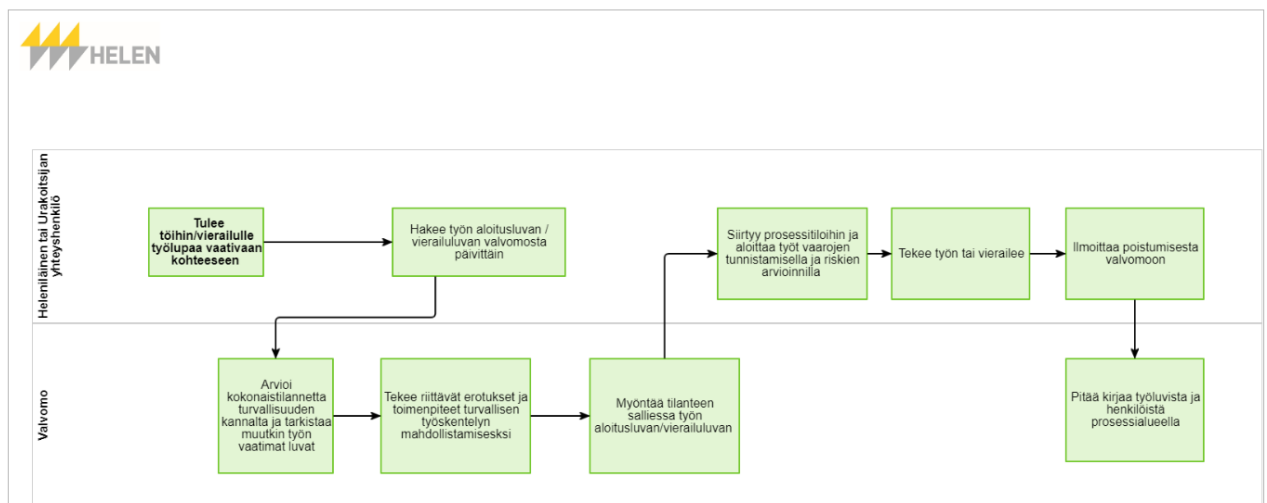 HELEN
Heleniläinen tai Urakoitsijan
yhteyshenkilö
Tulee
töihin/vierailulle
työlupaa vaativaan
kohteeseen
Hakee työn aloitusluvan /
vierailuluvan valvomosta
päivittäin
Siirtyy prosessitiloihin ja
aloittaa työt vaarojen
tunnistamisella ja riskien
arvioinnilla
Tekee työn tai vierailee
Ilmoittaa poistumisesta
valvomoon
Valvomo
Arvioi
kokonaistilannetta
turvallisuuden
kannalta ja tarkistaa
muutkin työn
vaatimat luvat
Tekee riittävät erotukset ja
toimenpiteet turvallisen
työskentelyn
mahdollistamisesksi
Myöntää tilanteen
salliessa työn
aloitusluvan/vierailuluvan
Pitää kirjaa työluvista ja
henkilöistä
prosessialueella